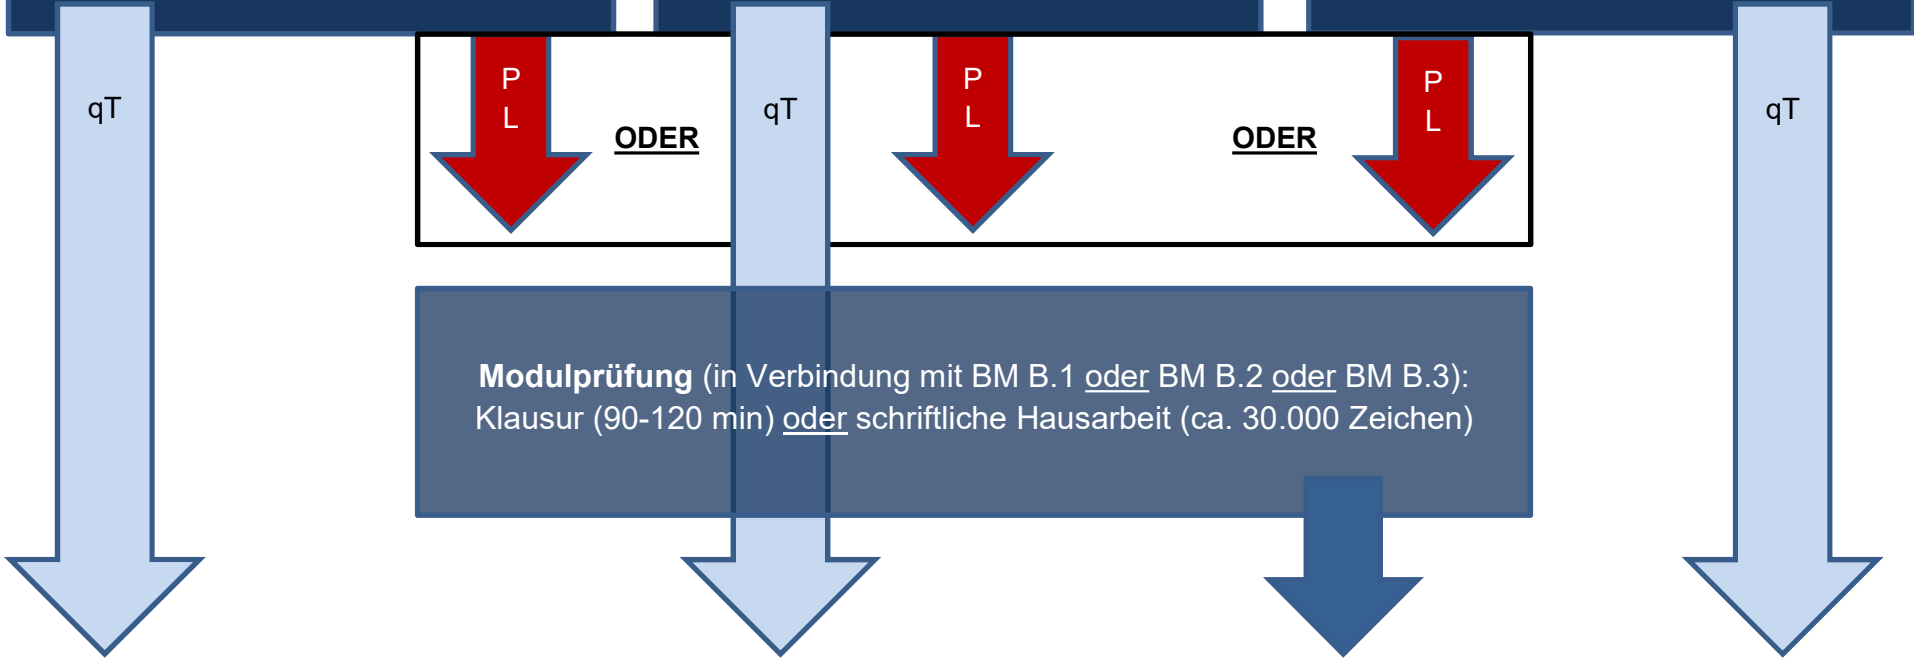 qT
P
L
ODER
qT
P
L
ODER
P
L
qT
Modulprüfung (in Verbindung mit BM B.1 oder BM B.2 oder BM B.3):
Klausur (90-120 min) oder schriftliche Hausarbeit (ca. 30.000 Zeichen)